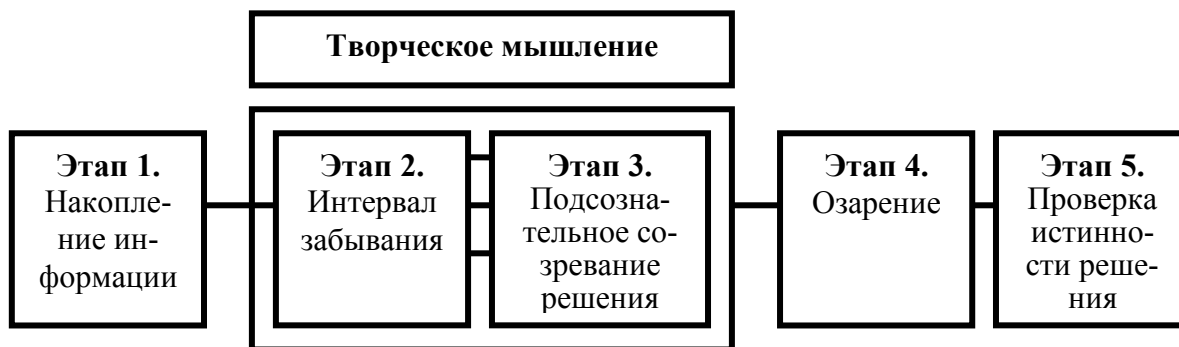 Творческое мышление
Этап 1.
Накопле-
ние ин-
формации
Этап 2.
Интервал
забывания
Этап 3.
Подсозна-
тельное со-
зревание
решения
Этап 4.
Озарение
Этап 5.
Проверка
истинно-
сти реше-
ния